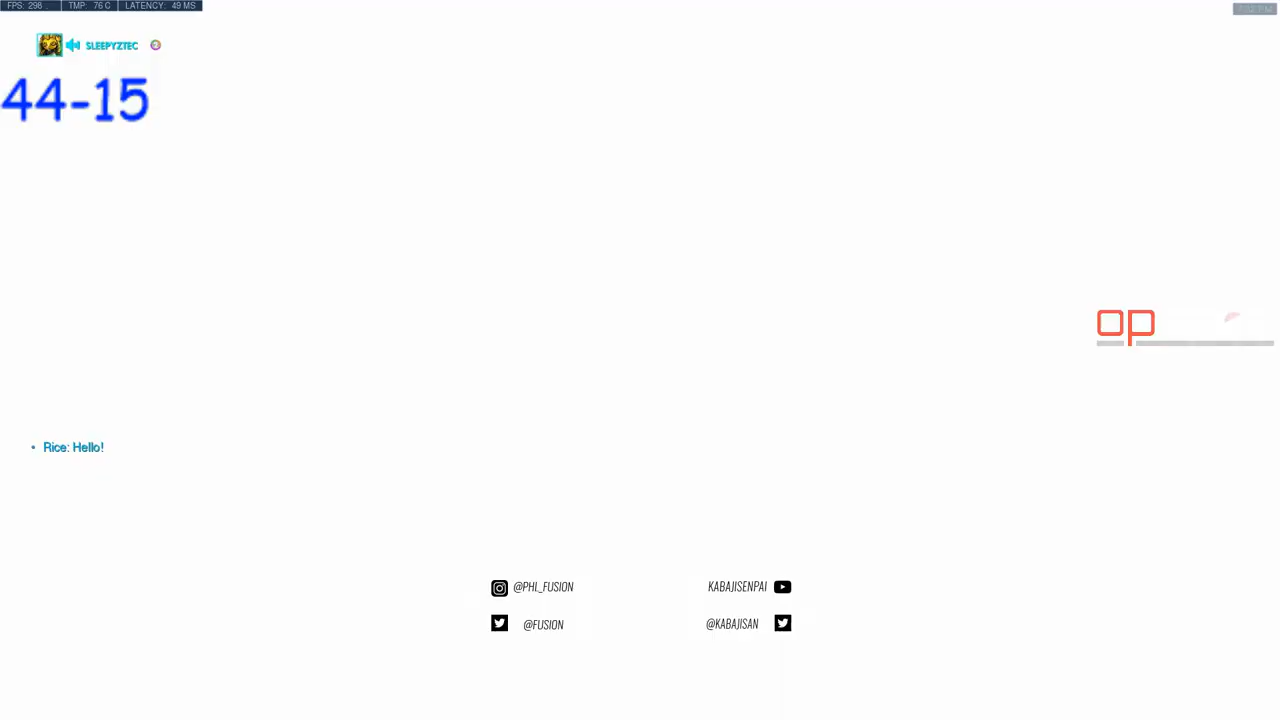 FPS: 298 TMP: 76 C LATENCY: 49 MS
SLEEPYZTEC
44-15
op
Rice: Hello!
@PHI_FUSION KABAJISENPAI
@FUSION @KABAJISAN